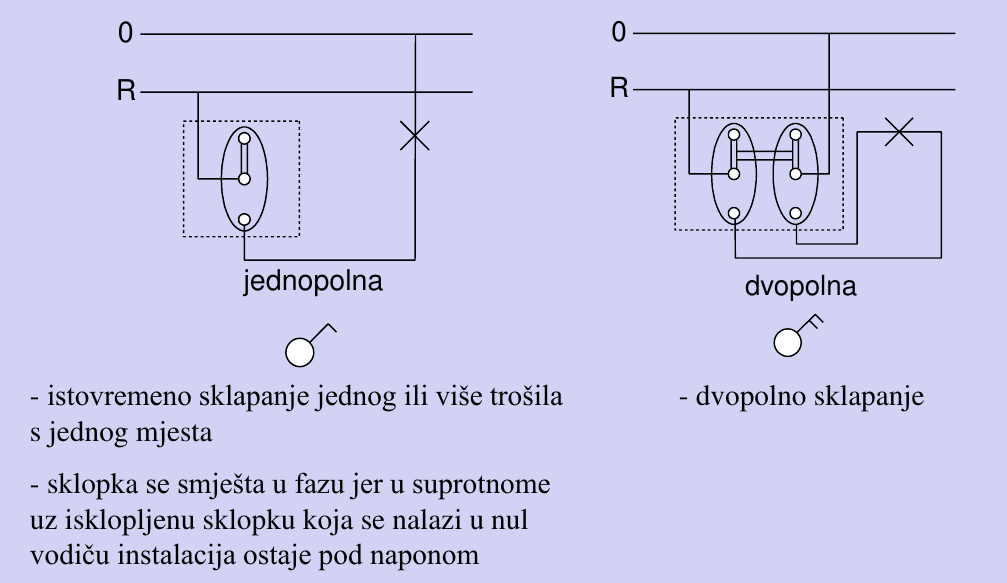 0
R
jednopolna
- istovremeno sklapanje jednog ili više trošila
s jednog mjesta
- sklopka se smješta u fazu jer u suprotnome
uz isklopljenu sklopku koja se nalazi u nul
vodiču instalacija ostaje pod naponom
0
R
dvopolna
- dvopolno sklapanje